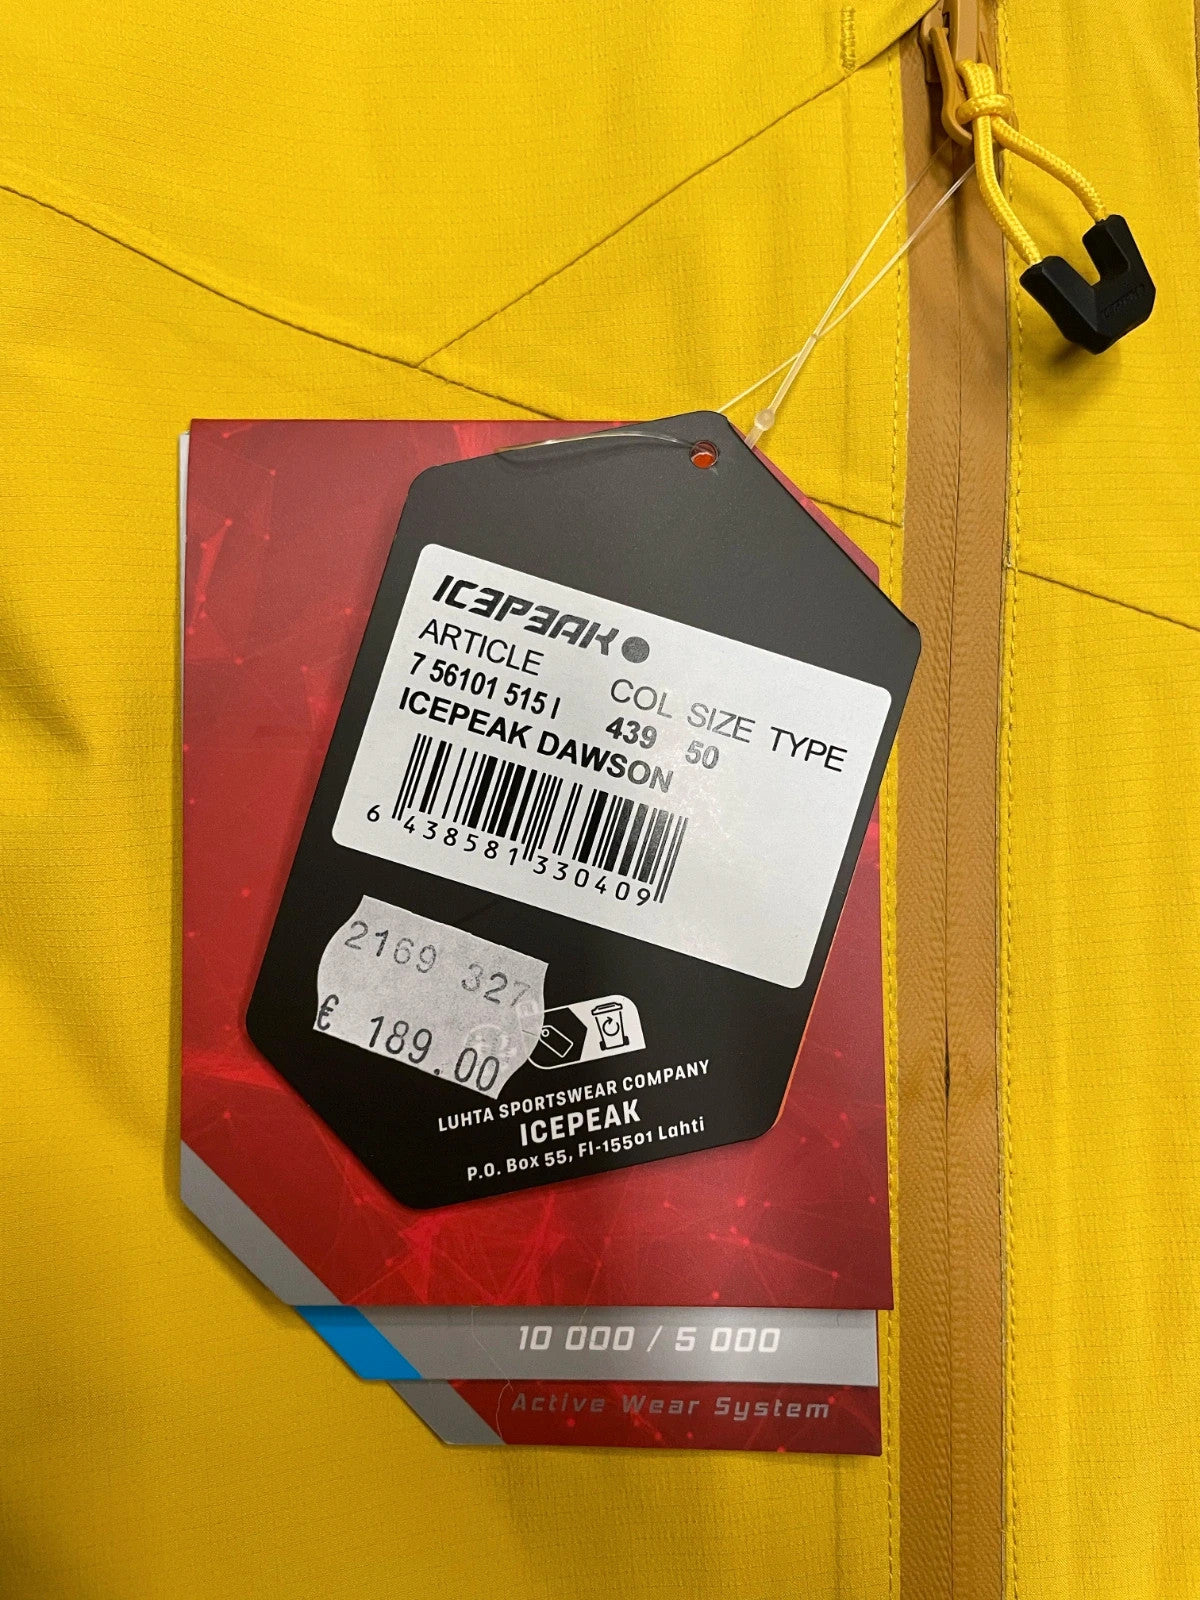 ICEPEAK
ARTICLE COL SIZE TYPE
7 56101 515 I 439 50
ICEPEAK DAWSON
6 438581 330409
2169 327
€ 189.00
LUHTA SPORTSWEAR COMPANY
ICEPEAK
P.O. Box 55, FI-15501 Lahti
10 000 / 5 000
Active Wear System